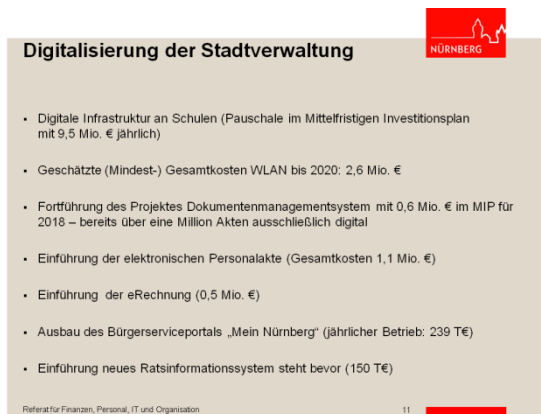 NÜRNBERG
Digitalisierung der Stadtverwaltung
▪ Digitale Infrastruktur an Schulen (Pauschale im Mittelfristigen Investitionsplan
mit 9,5 Mio. € jährlich)
▪ Geschätzte (Mindest-) Gesamtkosten WLAN bis 2020: 2,6 Mio. €
▪ Fortführung des Projektes Dokumentenmanagementsystem mit 0,6 Mio. € im MIP für
2018 – bereits über eine Million Akten ausschließlich digital
▪ Einführung der elektronischen Personalakte (Gesamtkosten 1,1 Mio. €)
▪ Einführung der eRechnung (0,5 Mio. €)
▪ Ausbau des Bürgerserviceportals „Mein Nürnberg“ (jährlicher Betrieb: 239 T€)
▪ Einführung neues Ratsinformationssystem steht bevor (150 T€)
Referat für Finanzen, Personal, IT und Organisation 11